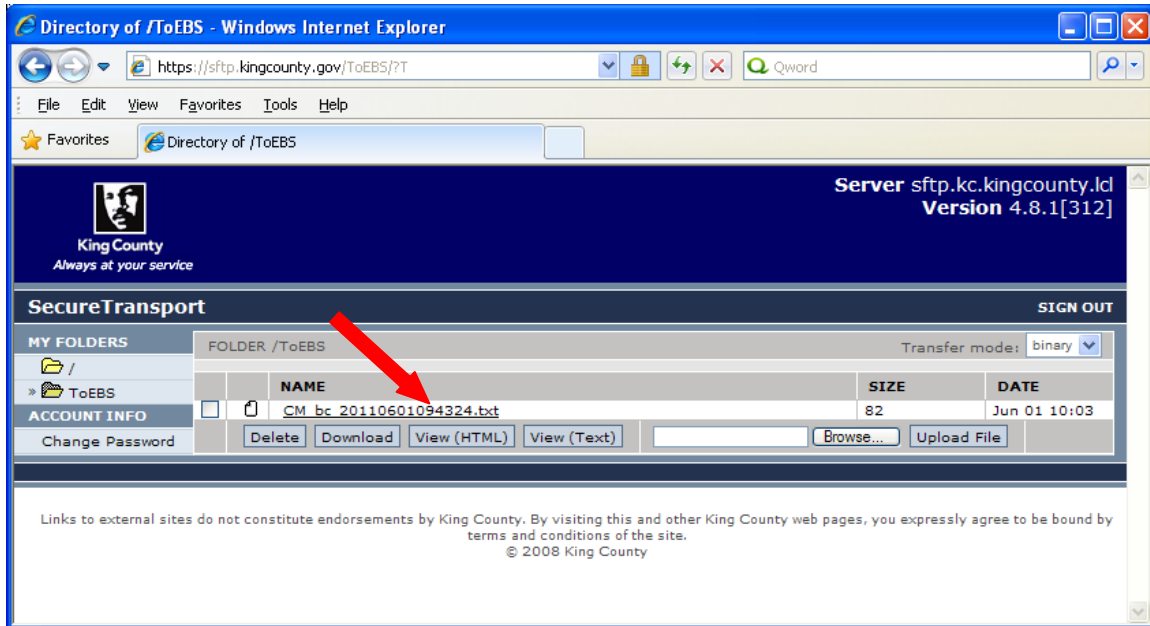 Directory of /ToEBS - Windows Internet Explorer
https://sftp.kingcounty.gov/ToEBS/?T
Qword
File Edit View Favorites Tools Help
Favorites Directory of /ToEBS
Server sftp.kc.kingcounty.lcl
Version 4.8.1[312]
King County
Always at your service
SecureTransport SIGN OUT
MY FOLDERS FOLDER /ToEBS Transfer mode: binary
/
» ToEBS NAME SIZE DATE
ACCOUNT INFO CM_bc_20110601094324.txt 82 Jun 01 10:03
Change Password Delete Download View (HTML) View (Text) Browse... Upload File
Links to external sites do not constitute endorsements by King County. By visiting this and other King County web pages, you expressly agree to be bound by
terms and conditions of the site.
© 2008 King County